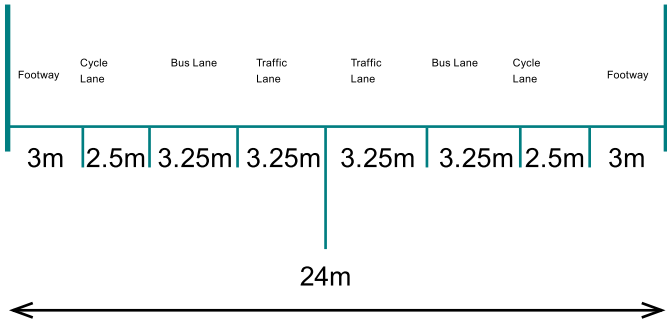 Footway
Cycle
Lane
Bus Lane
Traffic
Lane
Traffic
Lane
Bus Lane
Cycle
Lane
Footway
3m 2.5m 3.25m 3.25m 3.25m 3.25m 2.5m 3m
24m